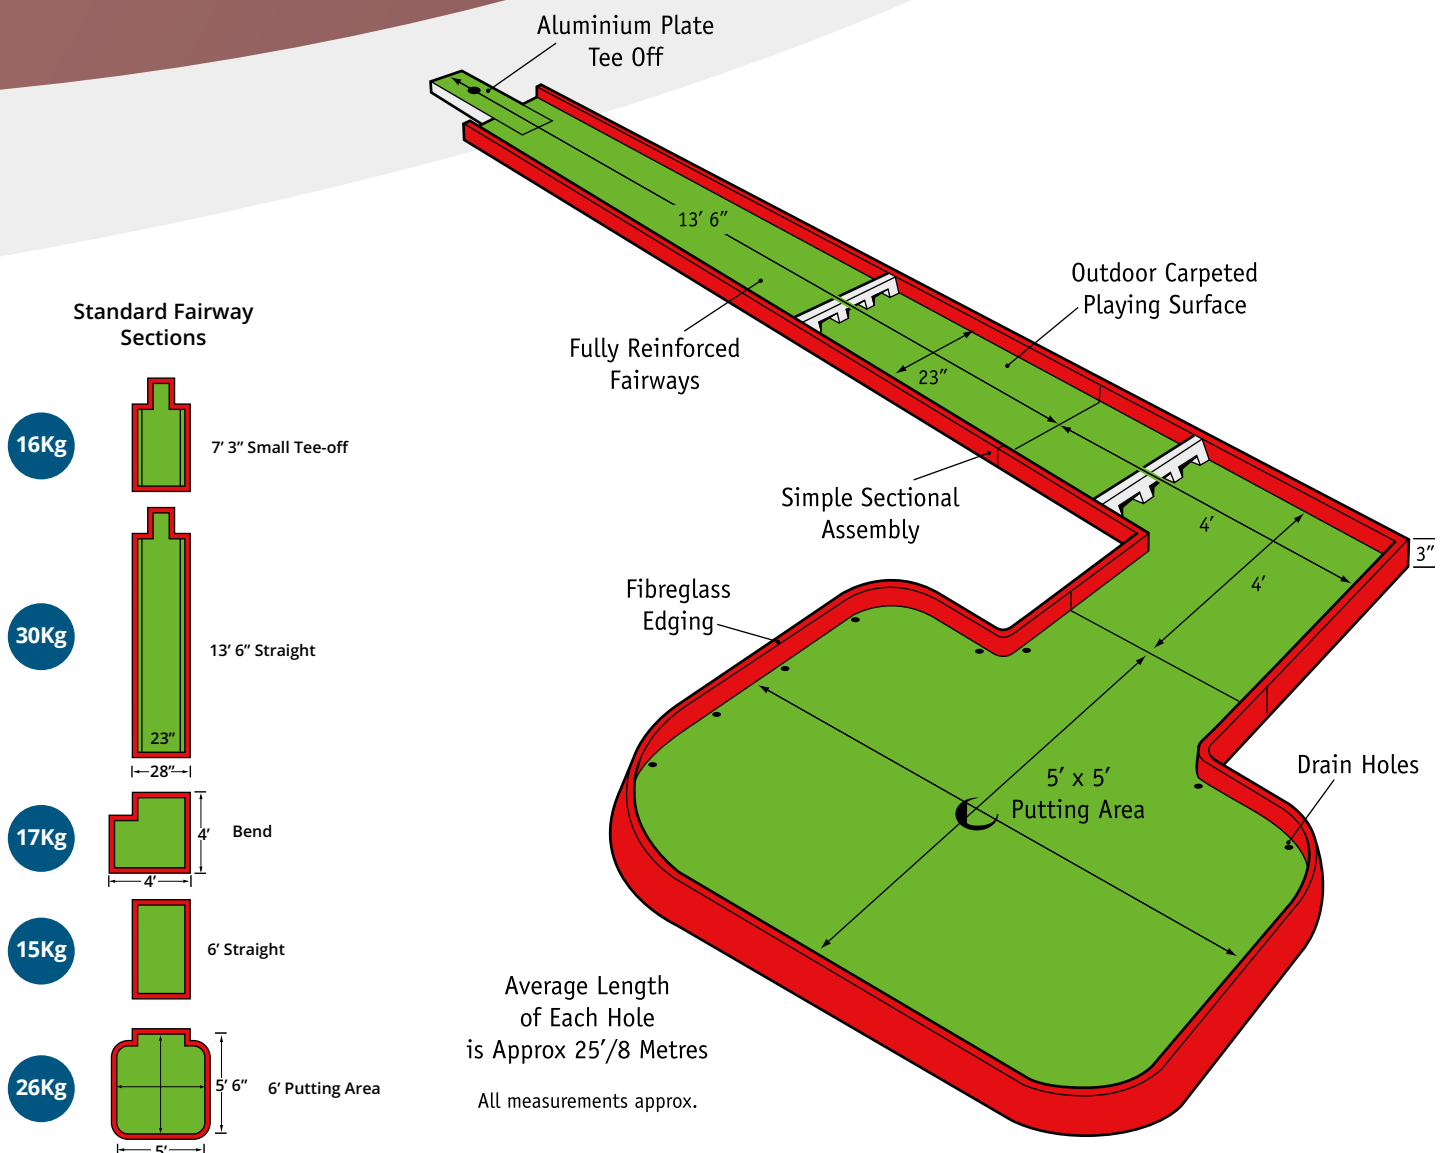 Aluminium Plate
Tee Off
13′ 6″
Outdoor Carpeted
Playing Surface
Fully Reinforced
Fairways
23″
Simple Sectional
Assembly
4′
4′
3″
Fibreglass
Edging
5′ x 5′
Putting Area
Drain Holes
Average Length
of Each Hole
is Approx 25′/8 Metres
All measurements approx.
Standard Fairway
Sections
16Kg
7′ 3″ Small Tee-off
30Kg
13′ 6″ Straight
23″
28″
17Kg
4′
Bend
4′
15Kg
6′ Straight
26Kg
5′ 6″
6′ Putting Area
5′